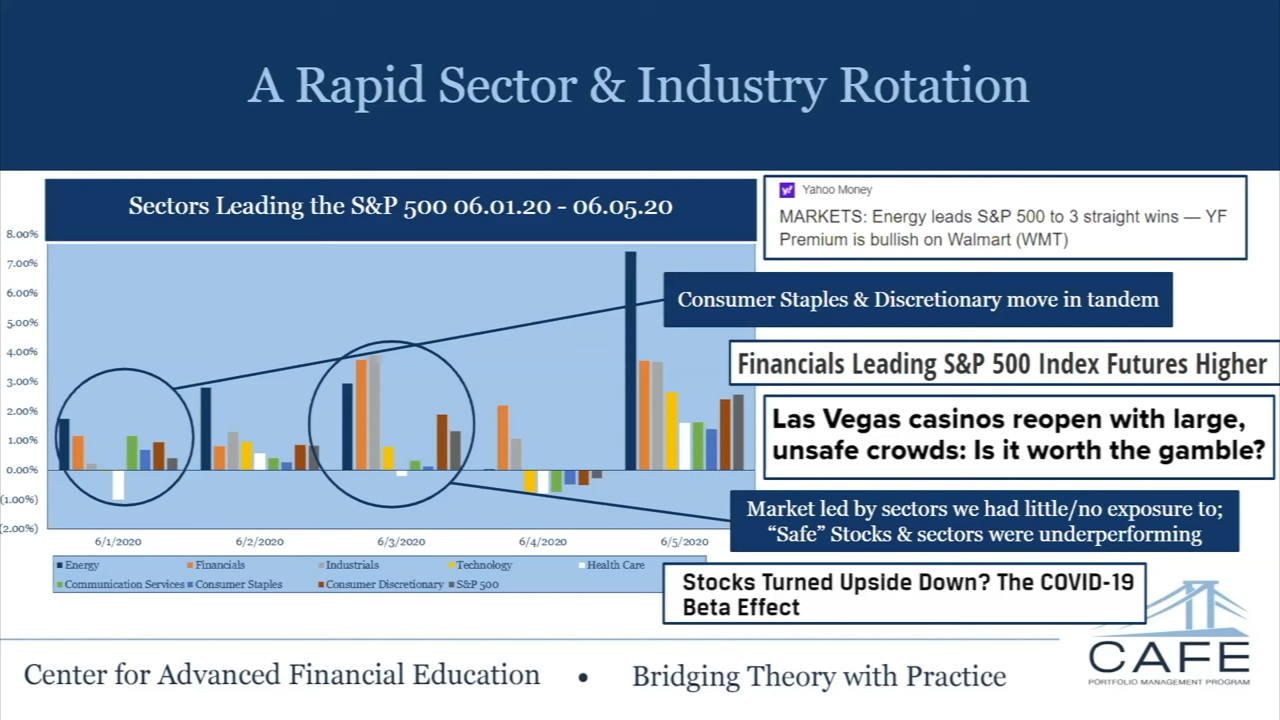 A Rapid Sector & Industry Rotation
Sectors Leading the S&P 500 06.01.20 - 06.05.20
8.00%
7.00%
6.00%
5.00%
4.00%
3.00%
2.00%
1.00%
0.00%
(1.00%)
(2.00%)
6/1/2020
6/2/2020
6/3/2020
6/4/2020
6/5/2020
Energy
Financials
Industrials
Technology
Health Care
Communication Services
Consumer Staples
Consumer Discretionary
S&P 500
Yahoo Money
MARKETS: Energy leads S&P 500 to 3 straight wins — YF
Premium is bullish on Walmart (WMT)
Consumer Staples & Discretionary move in tandem
Financials Leading S&P 500 Index Futures Higher
Las Vegas casinos reopen with large,
unsafe crowds: Is it worth the gamble?
Market led by sectors we had little/no exposure to;
“Safe” Stocks & sectors were underperforming
Stocks Turned Upside Down? The COVID-19
Beta Effect
Center for Advanced Financial Education • Bridging Theory with Practice
CAFE
PORTFOLIO MANAGEMENT PROGRAM